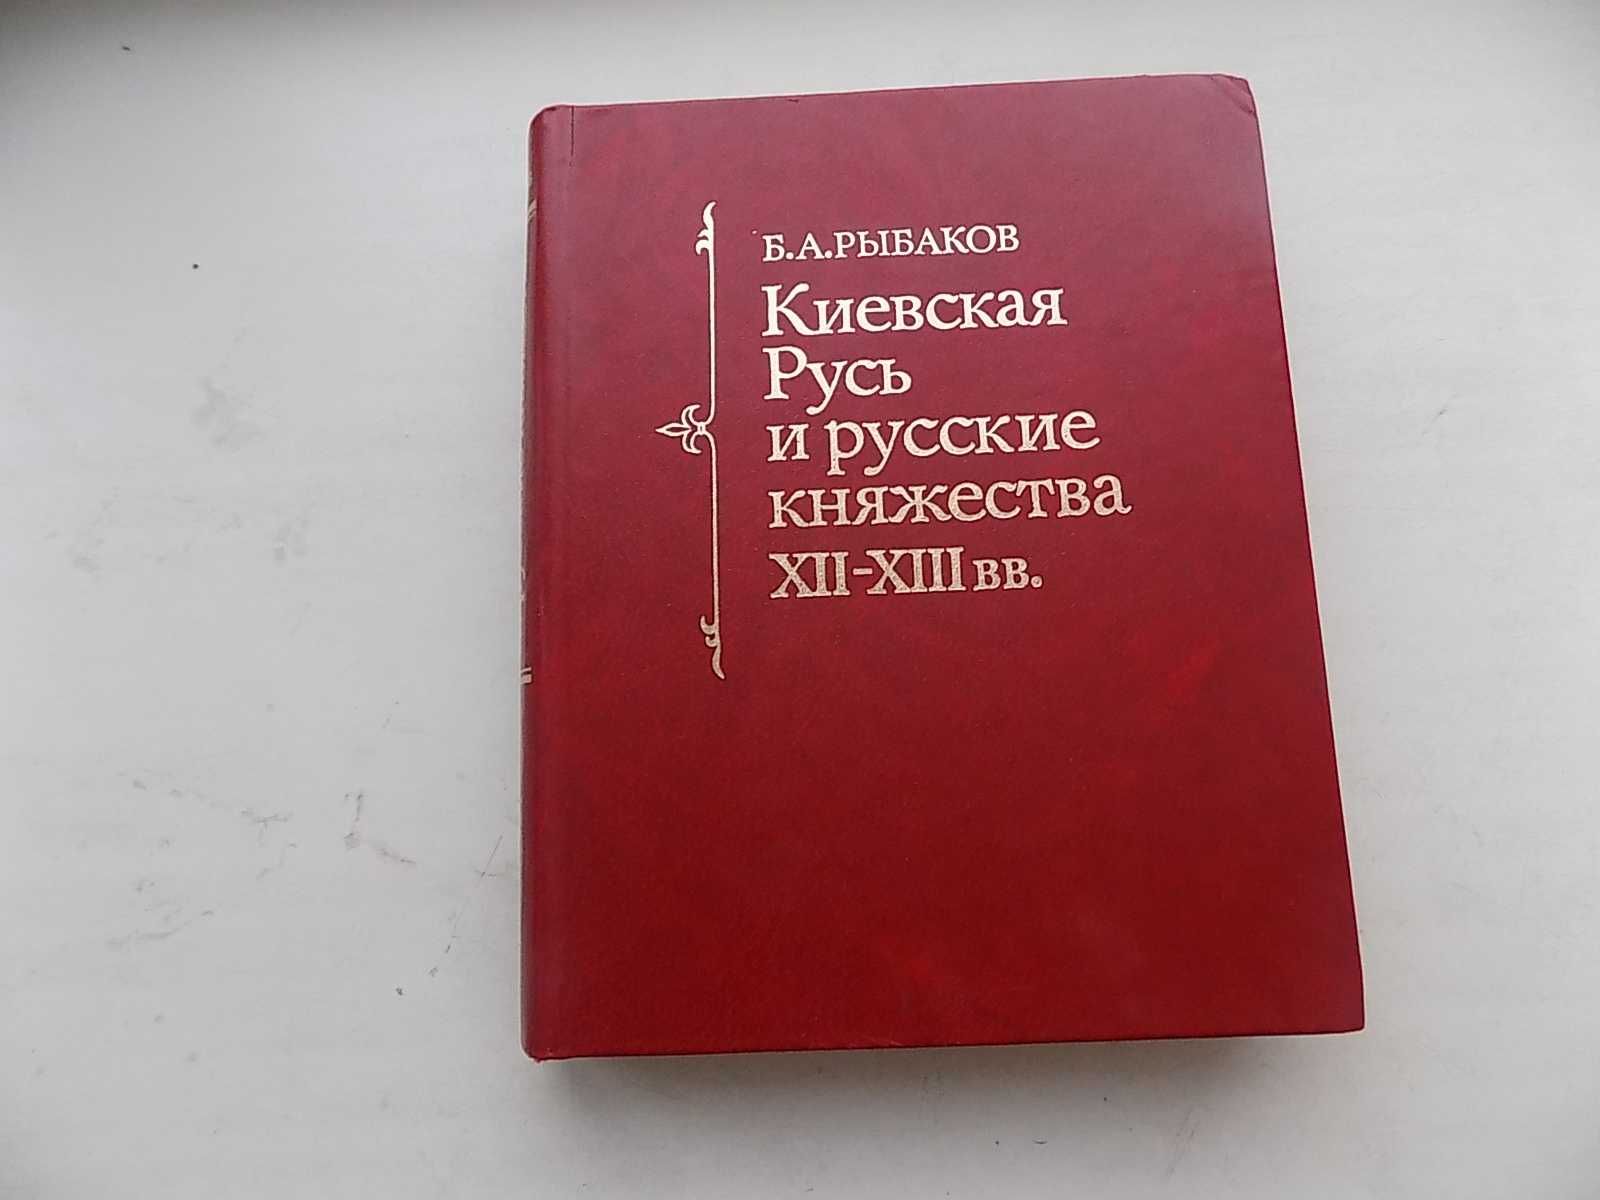 Б.А.РЫБАКОВ
Киевская
Русь
и русские
княжества
XII–XIII вв.